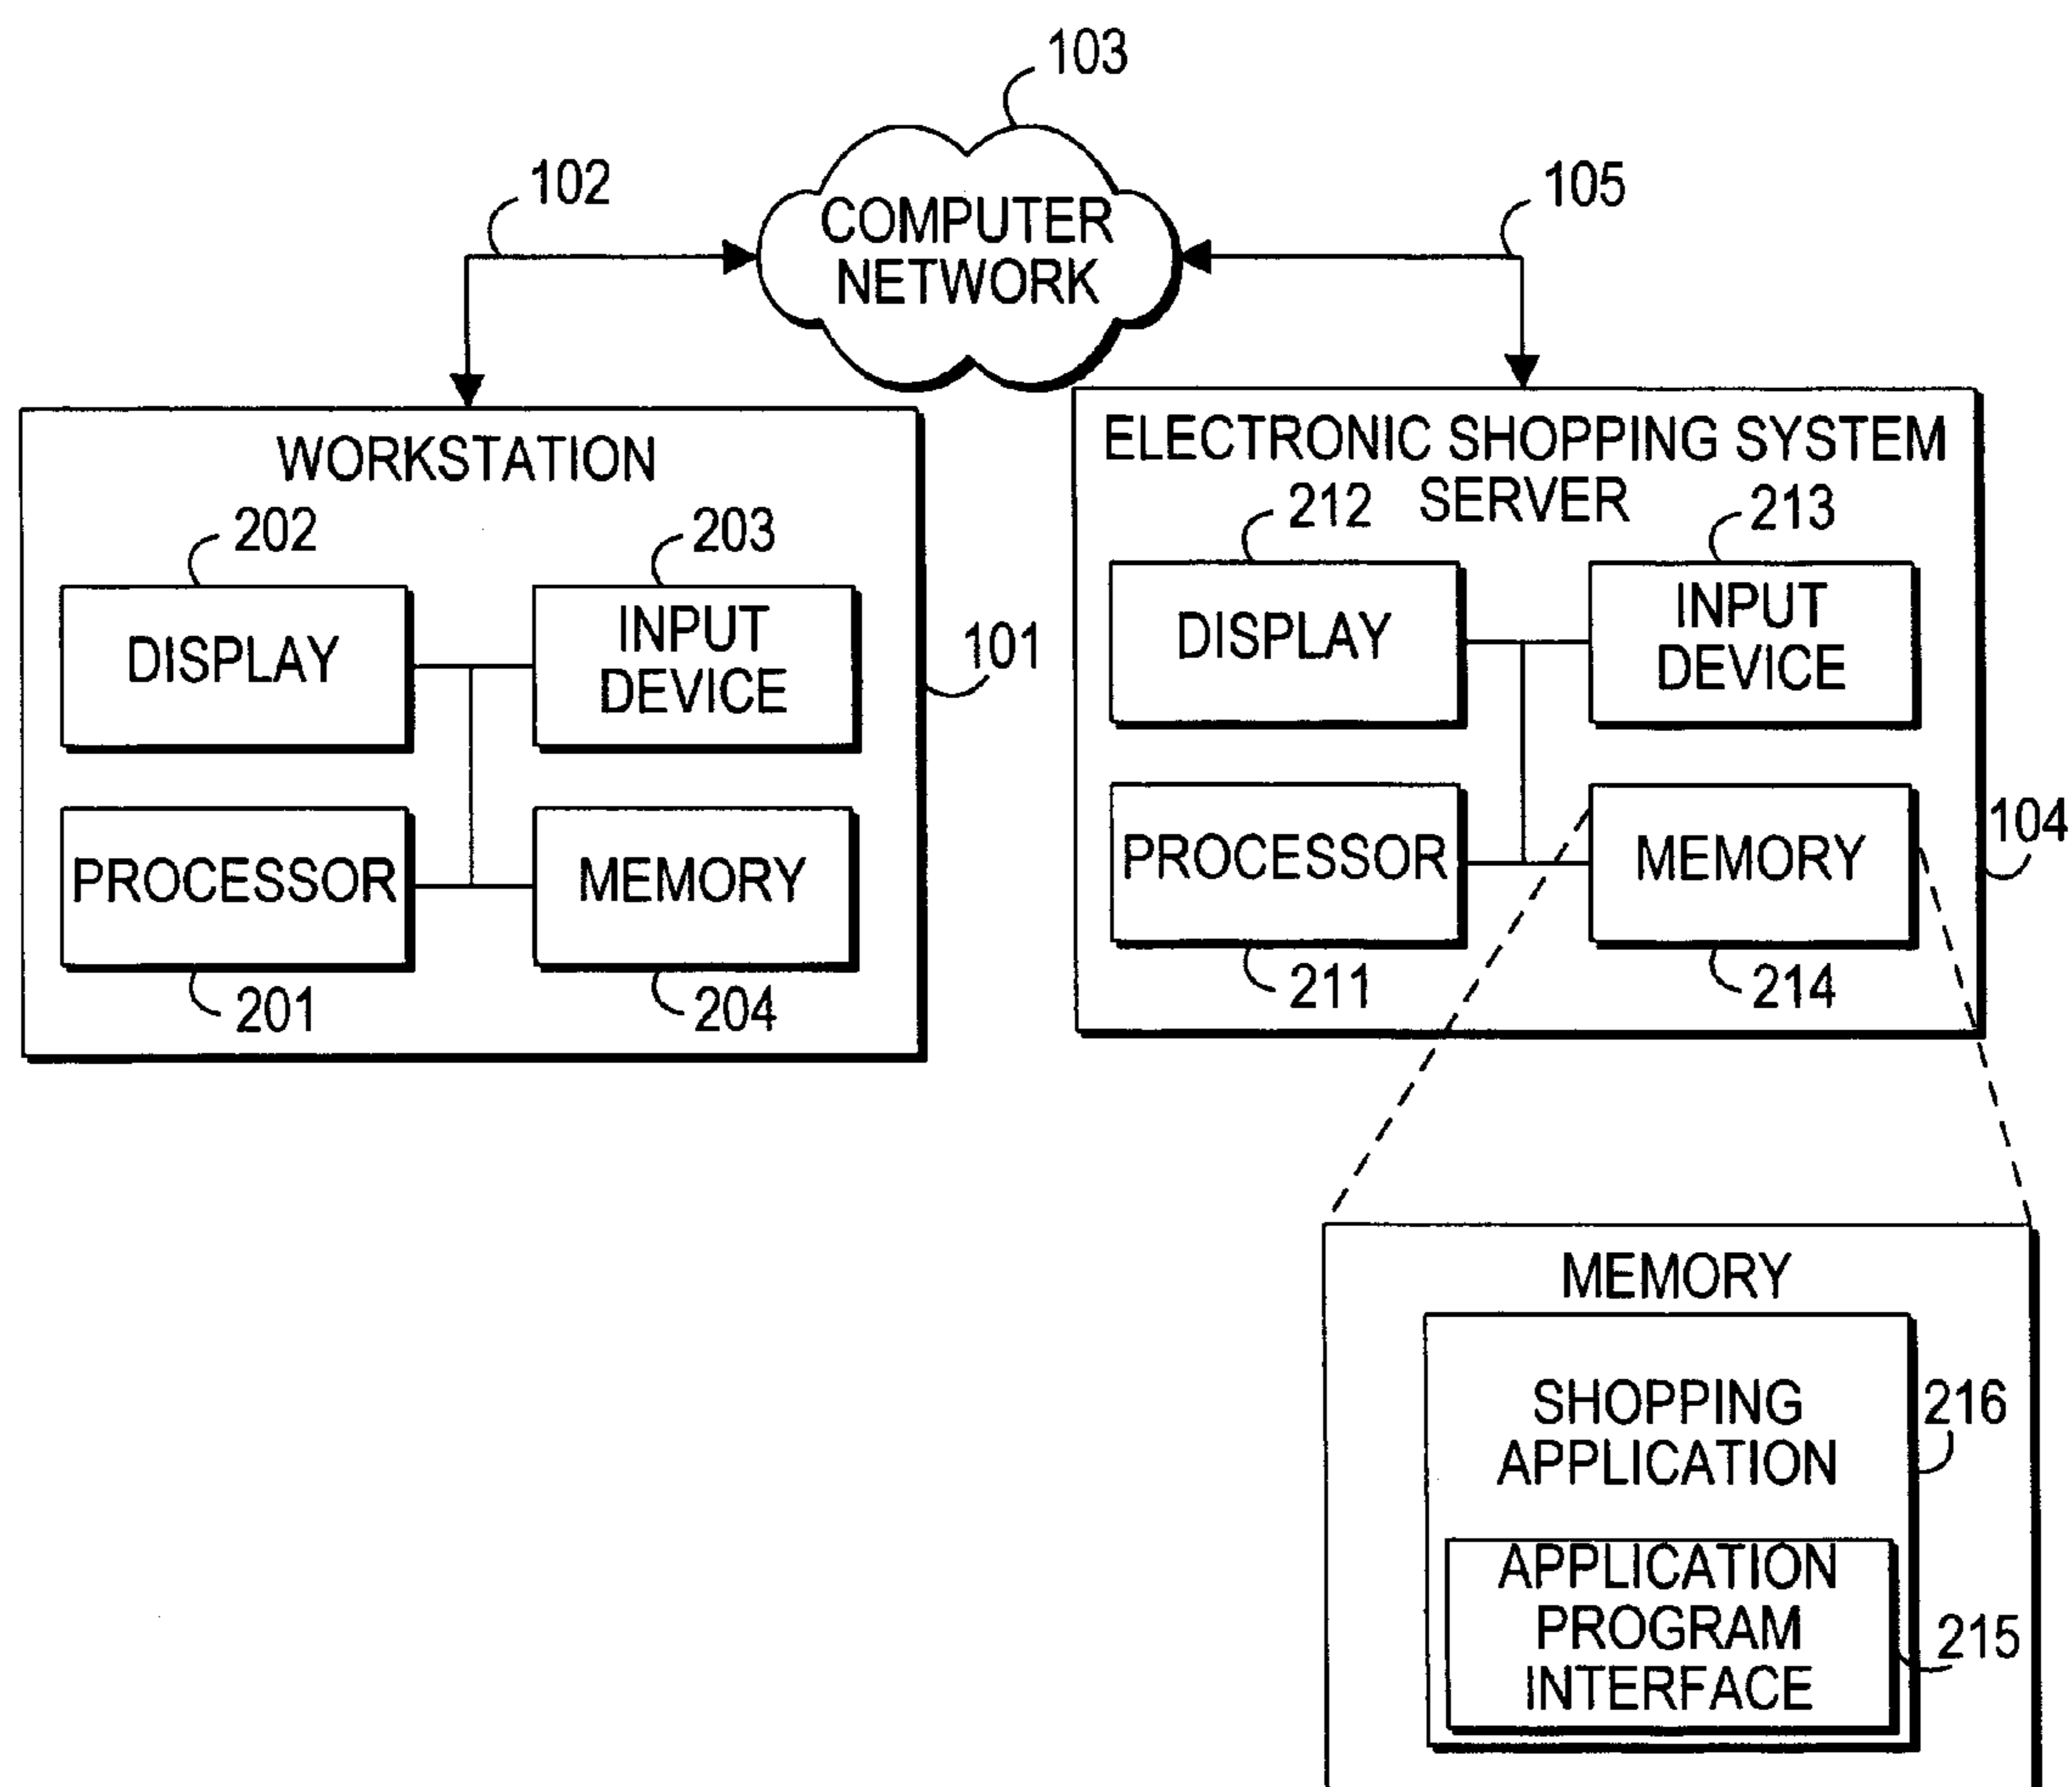 103
102
105
COMPUTER
NETWORK
WORKSTATION
202
203
DISPLAY
INPUT
DEVICE
101
PROCESSOR
MEMORY
201
204
ELECTRONIC SHOPPING SYSTEM
SERVER
212
213
DISPLAY
INPUT
DEVICE
PROCESSOR
MEMORY
104
211
214
MEMORY
SHOPPING
APPLICATION
216
APPLICATION
PROGRAM
INTERFACE
215